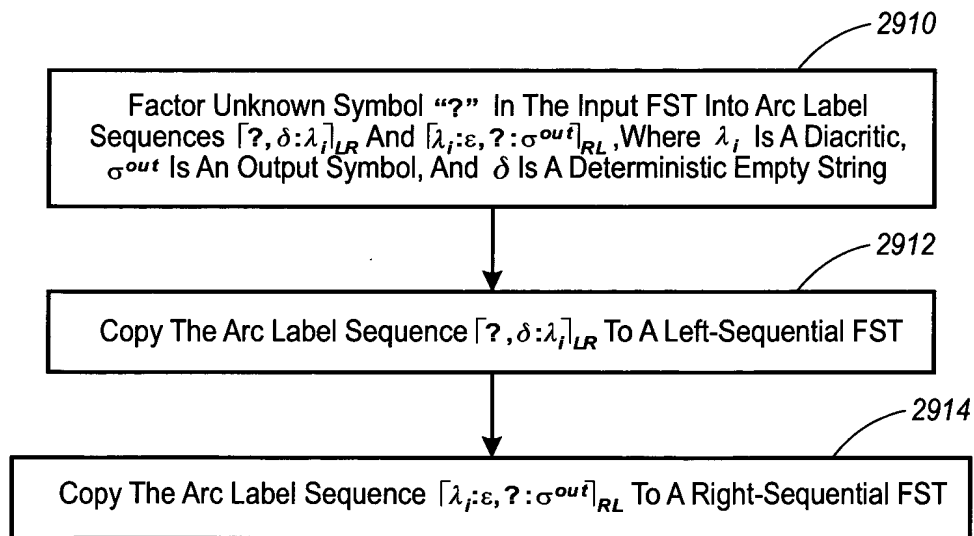 2910
Factor Unknown Symbol "?" In The Input FST Into Arc Label
Sequences ⌈?, δ:λi⌉LR And ⌈λi:ε, ?:σout⌉RL ,Where λi Is A Diacritic,
σout Is An Output Symbol, And δ Is A Deterministic Empty String
2912
Copy The Arc Label Sequence ⌈?, δ:λi⌉LR To A Left-Sequential FST
2914
Copy The Arc Label Sequence ⌈λi:ε, ?:σout⌉RL To A Right-Sequential FST